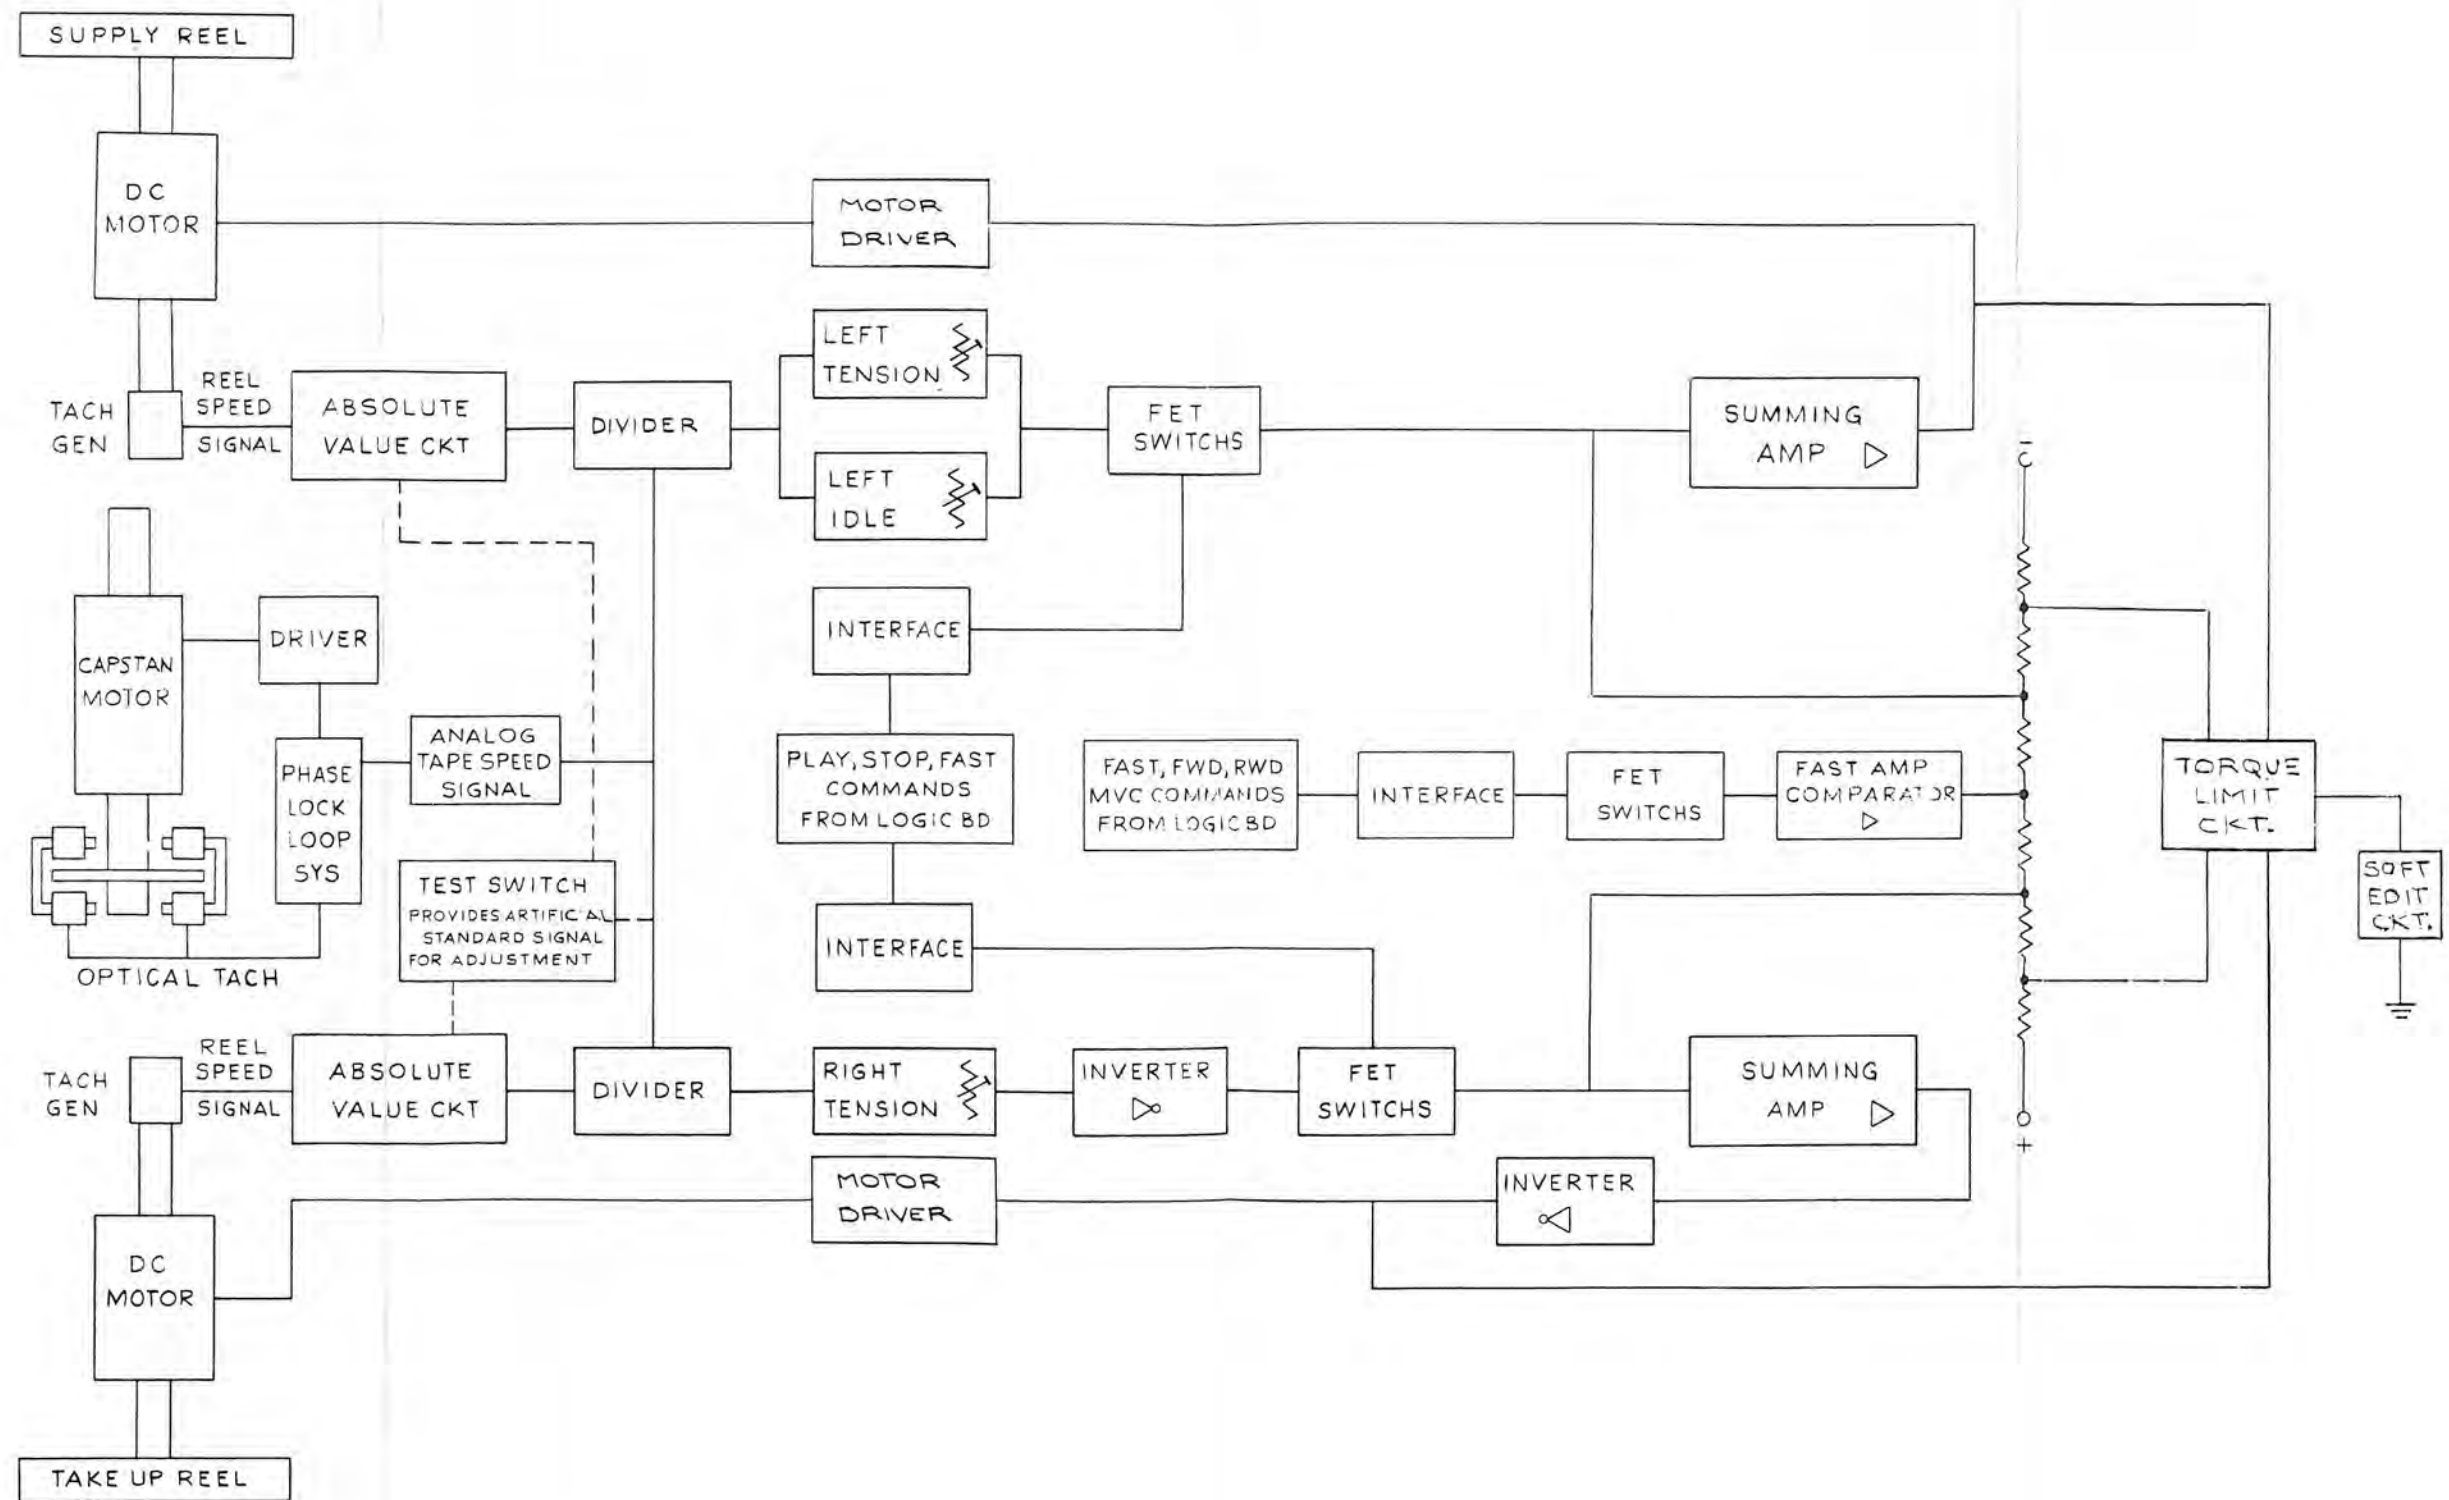 SUPPLY REEL
DC
MOTOR
MOTOR
DRIVER
LEFT
TENSION
TACH
GEN
REEL
SPEED
SIGNAL
ABSOLUTE
VALUE CKT
DIVIDER
LEFT
IDLE
FET
SWITCHS
SUMMING
AMP
CAPSTAN
MOTOR
DRIVER
INTERFACE
PHASE
LOCK
LOOP
SYS
ANALOG
TAPE SPEED
SIGNAL
PLAY, STOP, FAST
COMMANDS
FROM LOGIC BD
FAST, FWD, RWD
MVC COMMANDS
FROM LOGIC BD
INTERFACE
FET
SWITCHS
FAST AMP
COMPARATOR
TORQUE
LIMIT
CKT.
SOFT
EDIT
CKT.
TEST SWITCH
PROVIDES ARTIFICAL
STANDARD SIGNAL
FOR ADJUSTMENT
INTERFACE
OPTICAL TACH
TACH
GEN
REEL
SPEED
SIGNAL
ABSOLUTE
VALUE CKT
DIVIDER
RIGHT
TENSION
INVERTER
FET
SWITCHS
SUMMING
AMP
+
MOTOR
DRIVER
INVERTER
DC
MOTOR
TAKE UP REEL